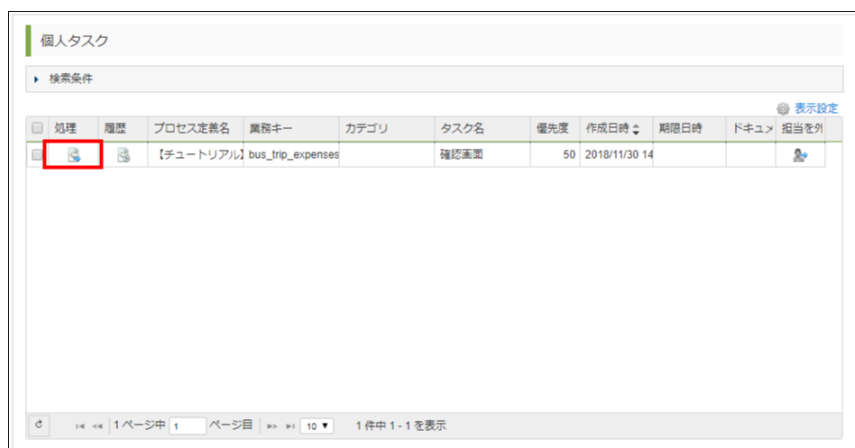 個人タスク
検索条件
表示設定
処理 履歴 プロセス定義名 業務キー カテゴリ タスク名 優先度 作成日時 期限日時 ドキュメ 担当を外
【チュートリアル】 bus_trip_expenses 確認画面 50 2018/11/30 14
1 ページ中 1 ページ目 10 1 件中 1 - 1 を表示